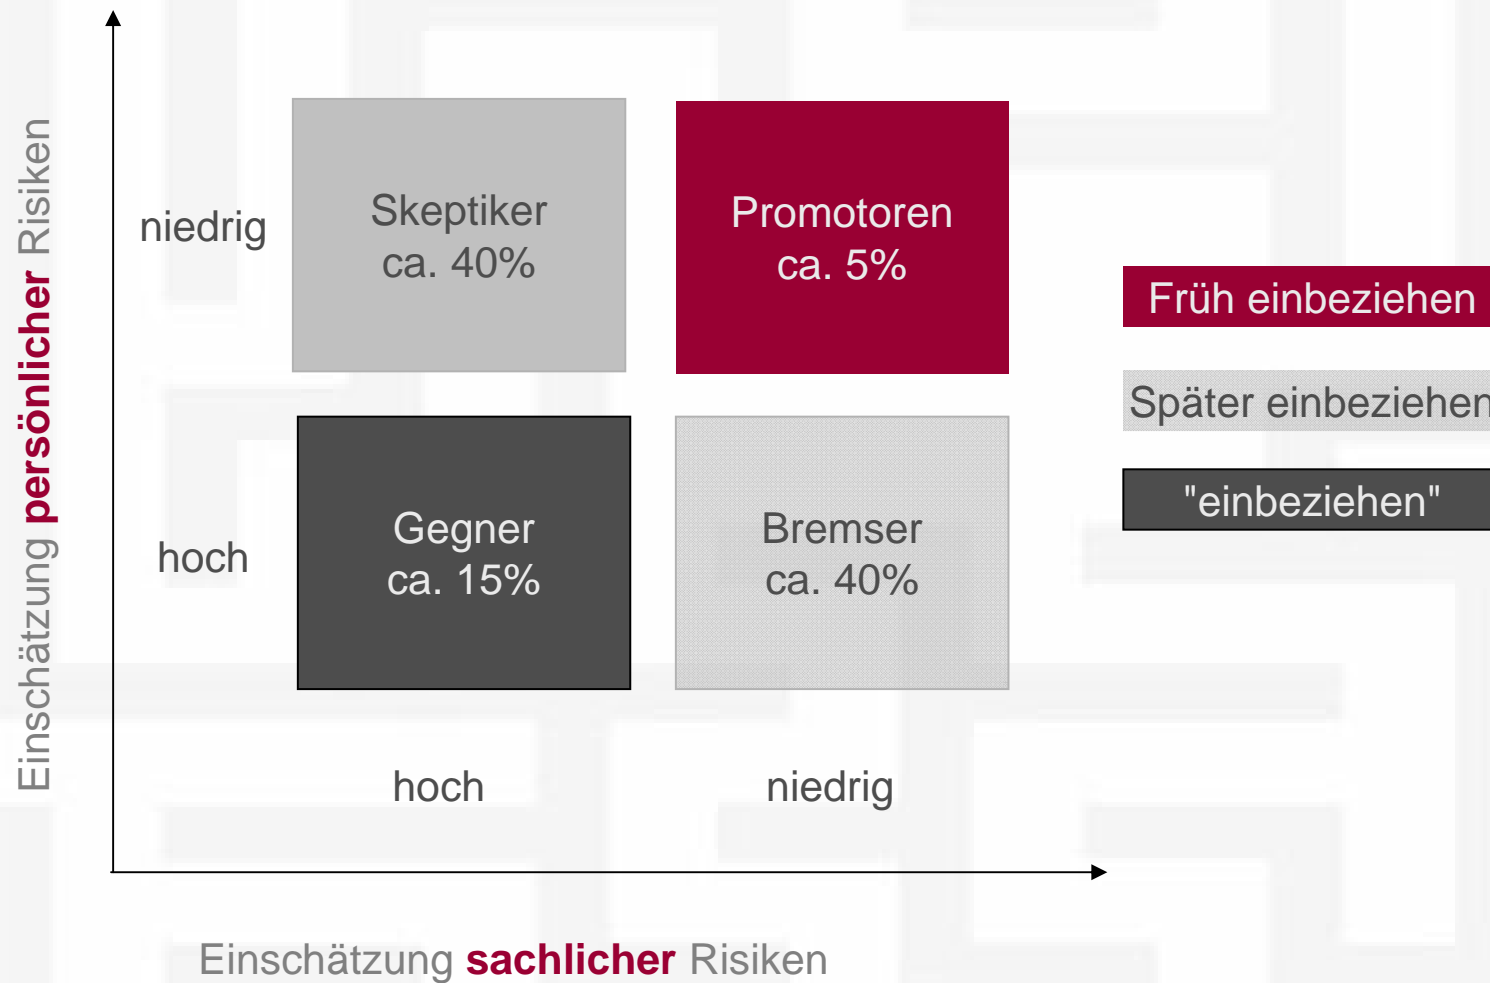 Einschätzung persönlicher Risiken
niedrig
Skeptiker
ca. 40%
Promotoren
ca. 5%
Früh einbeziehen
Später einbeziehen
"einbeziehen"
hoch
Gegner
ca. 15%
Bremser
ca. 40%
hoch
niedrig
Einschätzung sachlicher Risiken